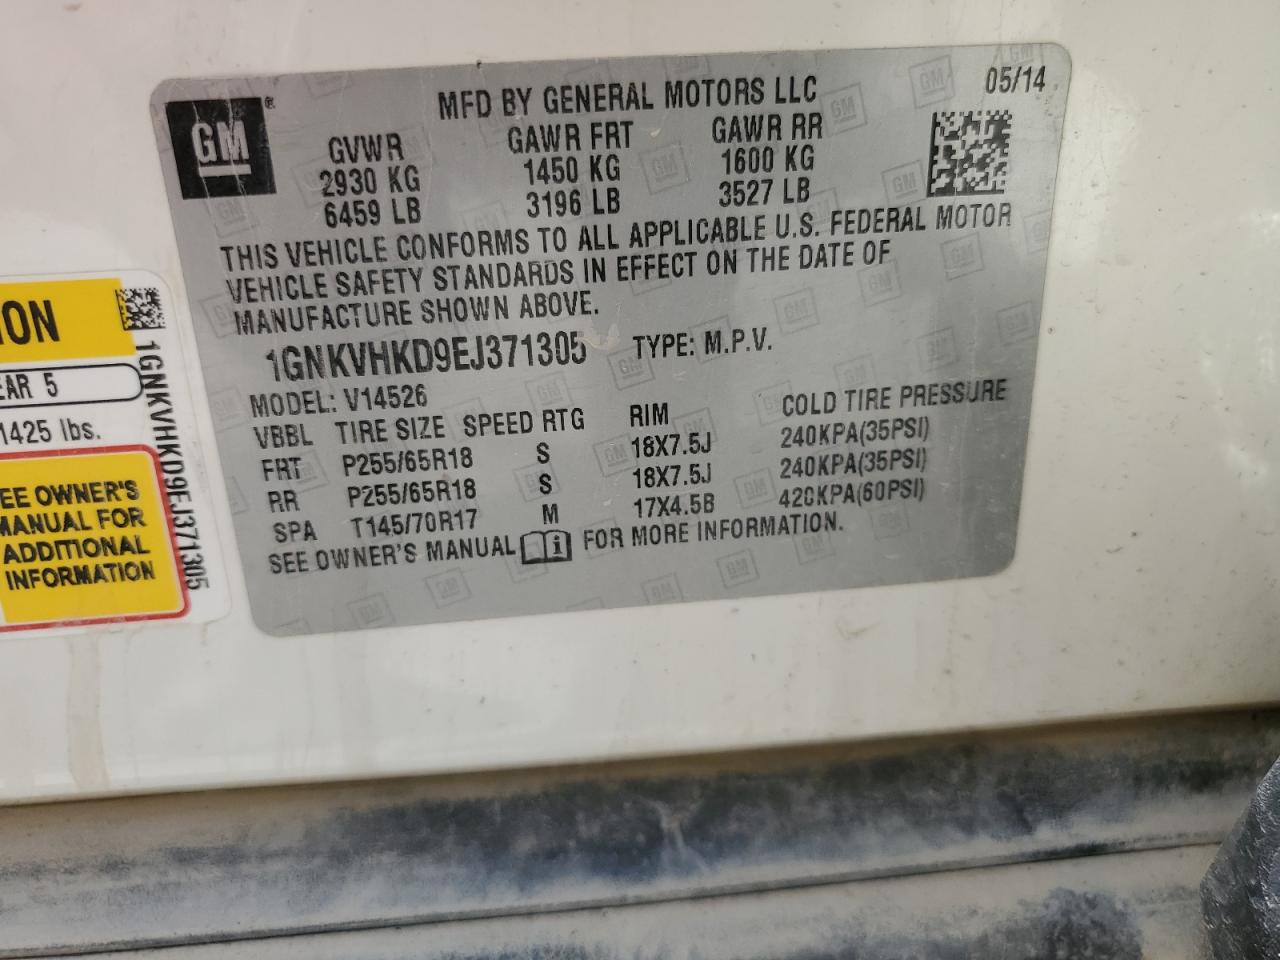 MFD BY GENERAL MOTORS LLC 05/14
GM ®
GVWR GAWR FRT GAWR RR
2930 KG 1450 KG 1600 KG
6459 LB 3196 LB 3527 LB
THIS VEHICLE CONFORMS TO ALL APPLICABLE U.S. FEDERAL MOTOR
VEHICLE SAFETY STANDARDS IN EFFECT ON THE DATE OF
MANUFACTURE SHOWN ABOVE.
1GNKVHKD9EJ371305 TYPE: M.P.V.
MODEL: V14526
VBBL TIRE SIZE SPEED RTG RIM COLD TIRE PRESSURE
FRT P255/65R18 S 18X7.5J 240KPA(35PSI)
RR P255/65R18 S 18X7.5J 240KPA(35PSI)
SPA T145/70R17 M 17X4.5B 420KPA(60PSI)
SEE OWNER'S MANUAL i FOR MORE INFORMATION.
ION
EAR 5
1425 lbs.
EE OWNER'S
MANUAL FOR
ADDITIONAL
INFORMATION
1GNKVHKD9EJ371305